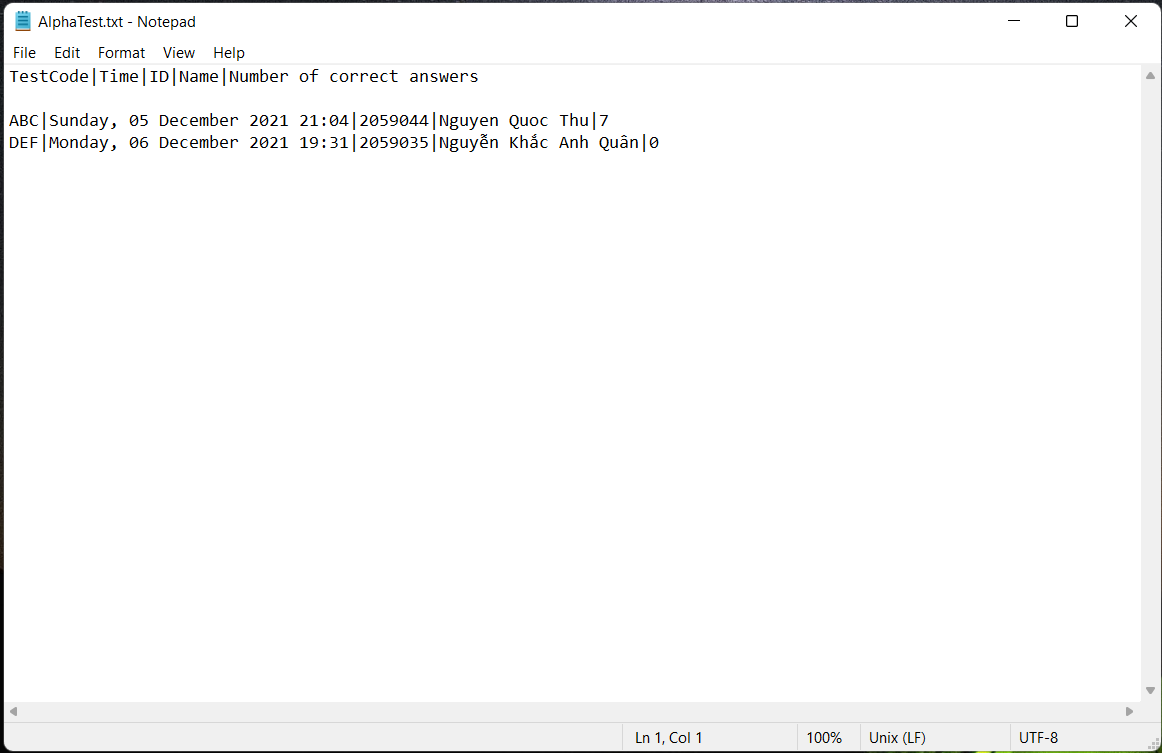 AlphaTest.txt - Notepad
File Edit Format View Help
TestCode|Time|ID|Name|Number of correct answers
ABC|Sunday, 05 December 2021 21:04|2059044|Nguyen Quoc Thu|7
DEF|Monday, 06 December 2021 19:31|2059035|Nguyễn Khắc Anh Quân|0
Ln 1, Col 1 100% Unix (LF) UTF-8